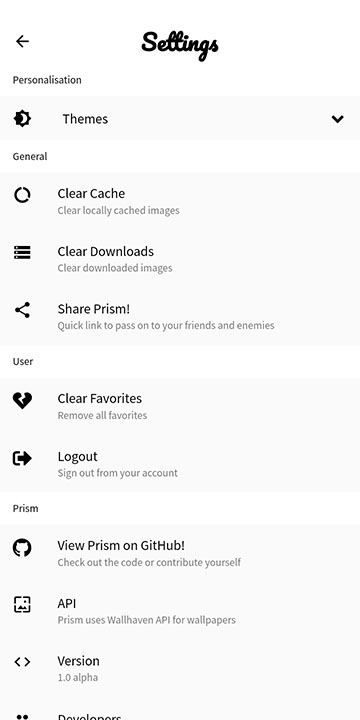 Settings
Personalisation
Themes
General
Clear Cache
Clear locally cached images
Clear Downloads
Clear downloaded images
Share Prism!
Quick link to pass on to your friends and enemies
User
Clear Favorites
Remove all favorites
Logout
Sign out from your account
Prism
View Prism on GitHub!
Check out the code or contribute yourself
API
Prism uses Wallhaven API for wallpapers
Version
1.0 alpha
Developers